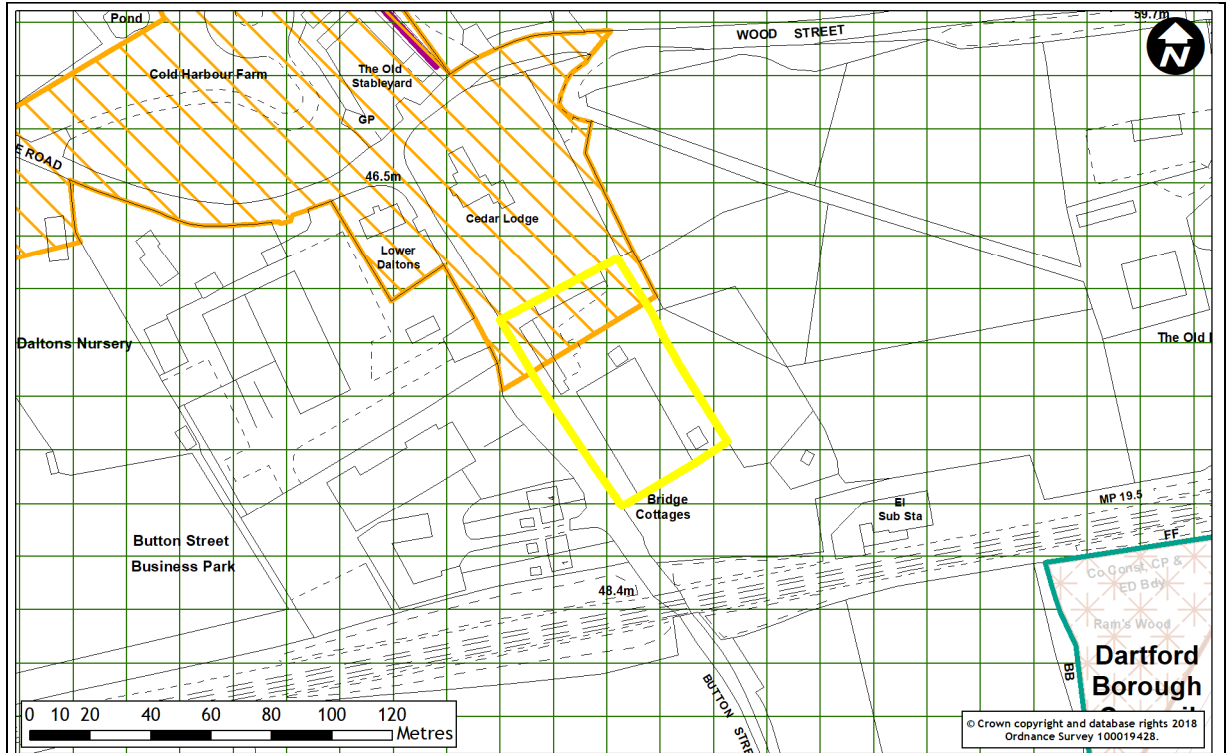 Pond
59.7m
WOOD STREET
N
Cold Harbour Farm
The Old
Stableyard
GP
E ROAD
46.5m
Cedar Lodge
Lower
Daltons
Daltons Nursery
The Old
Bridge
Cottages
El
Sub Sta
MP 19.5
FF
Button Street
Business Park
Co Const, CP &
ED Bdy
48.4m
Ram's Wood
Dartford
Borough
BB
BUTTON STRE
0 10 20 40 60 80 100 120
Metres
© Crown copyright and database rights 2018
Ordnance Survey 100019428.